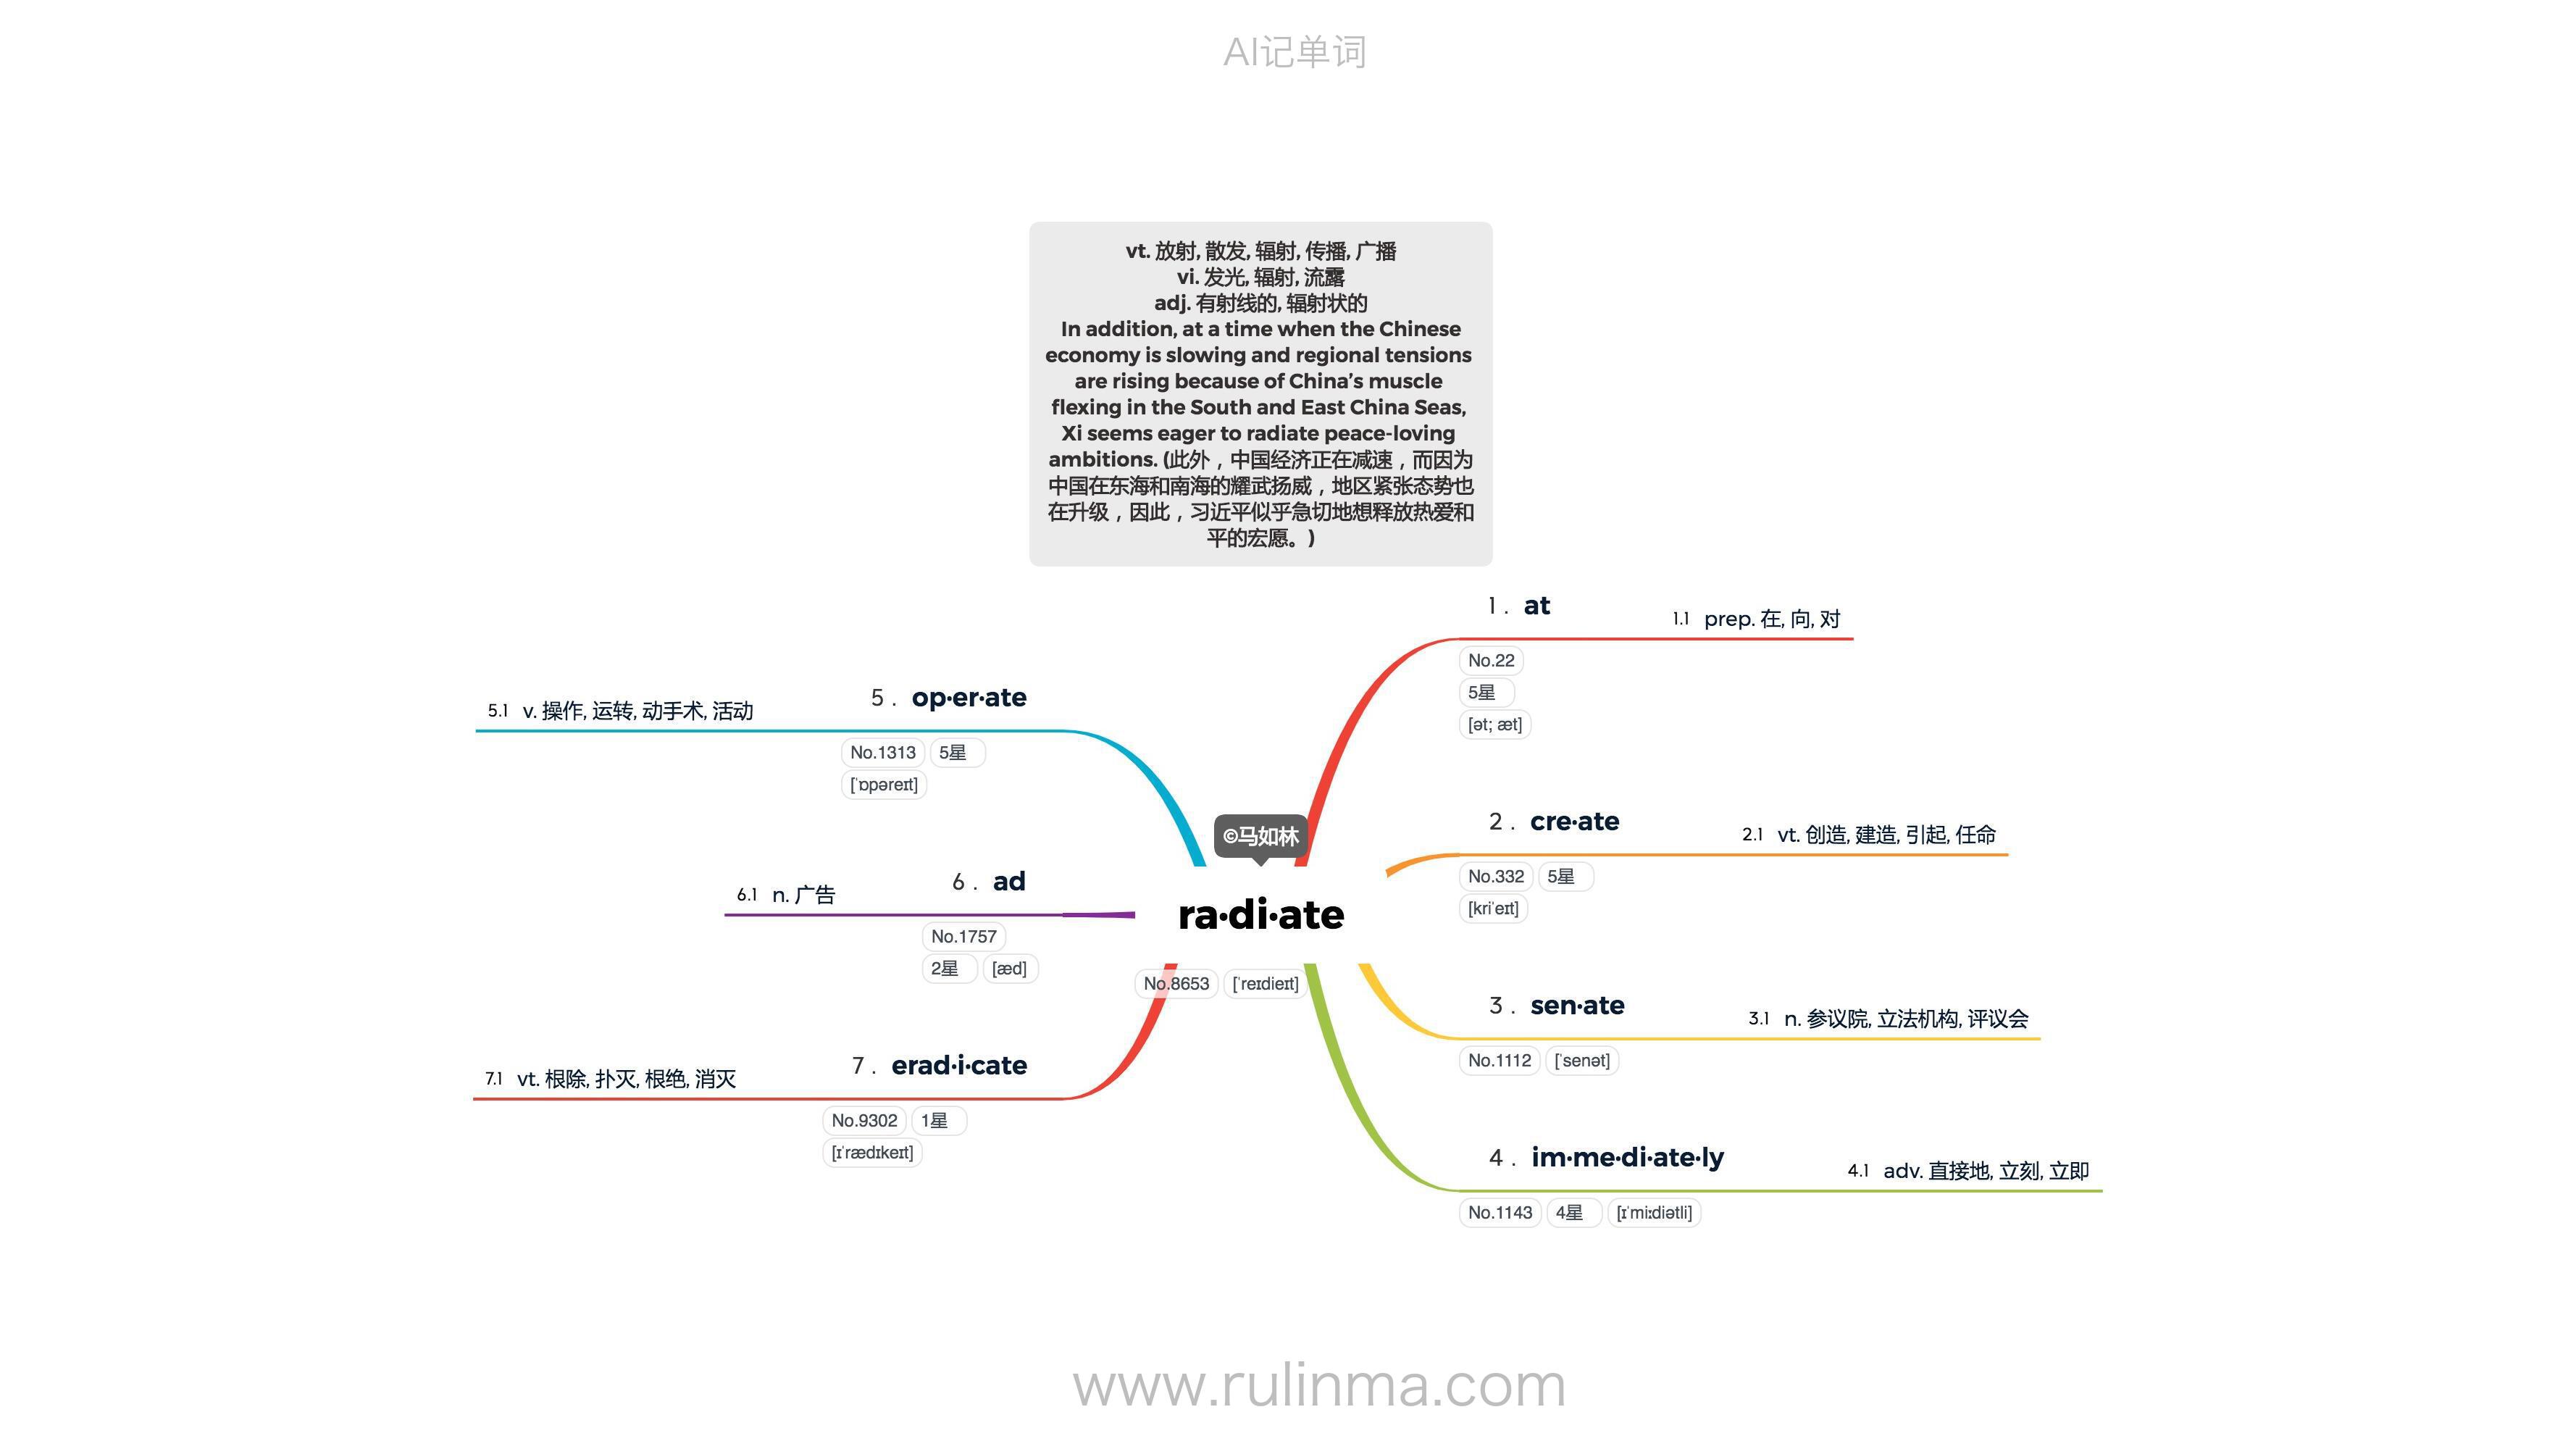 AI记单词
vt. 放射, 散发, 辐射, 传播, 广播
vi. 发光, 辐射, 流露
adj. 有射线的, 辐射状的
In addition, at a time when the Chinese
economy is slowing and regional tensions
are rising because of China’s muscle
flexing in the South and East China Seas,
Xi seems eager to radiate peace-loving
ambitions. (此外，中国经济正在减速，而因为
中国在东海和南海的耀武扬威，地区紧张态势也
在升级，因此，习近平似乎急切地想释放热爱和
平的宏愿。)
©马如林
ra·di·ate
No.8653 [ˈreɪdieɪt]
1. at
1.1 prep. 在, 向, 对
No.22
5星
[ət; æt]
2. cre·ate
2.1 vt. 创造, 建造, 引起, 任命
No.332 5星
[kriˈeɪt]
3. sen·ate
3.1 n. 参议院, 立法机构, 评议会
No.1112 [ˈsenət]
4. im·me·di·ate·ly
4.1 adv. 直接地, 立刻, 立即
No.1143 4星 [ɪˈmiːdiətli]
5. op·er·ate
5.1 v. 操作, 运转, 动手术, 活动
No.1313 5星
[ˈɒpəreɪt]
6. ad
6.1 n. 广告
No.1757
2星 [æd]
7. erad·i·cate
7.1 vt. 根除, 扑灭, 根绝, 消灭
No.9302 1星
[ɪˈrædɪkeɪt]
www.rulinma.com